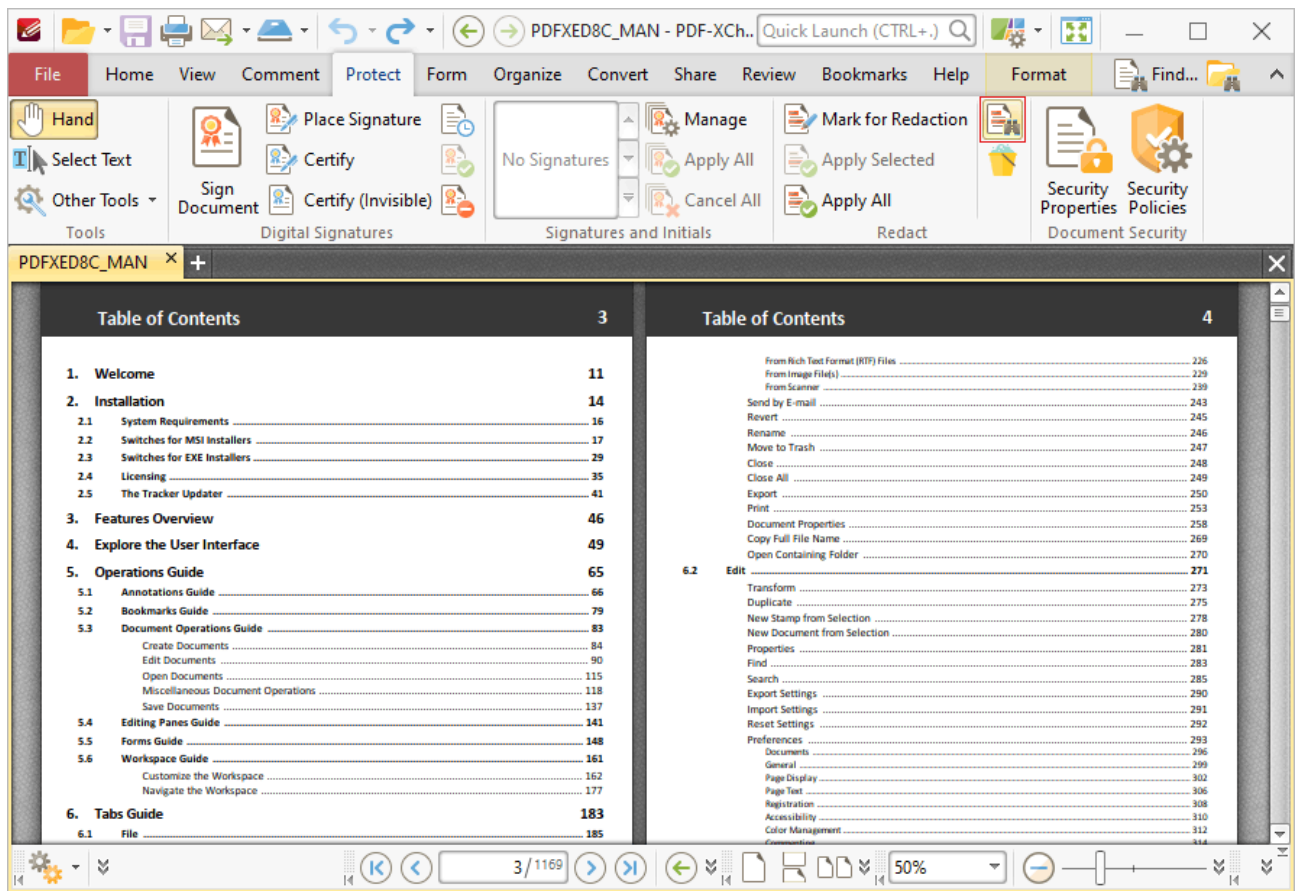 PDFXED8C_MAN - PDF-XCh.. Quick Launch (CTRL+.)
File Home View Comment Protect Form Organize Convert Share Review Bookmarks Help Format Find...
Hand
Select Text
Other Tools
Tools
Sign
Document
Place Signature
Certify
Certify (Invisible)
Digital Signatures
No Signatures
Manage
Apply All
Cancel All
Signatures and Initials
Mark for Redaction
Apply Selected
Apply All
Redact
Security
Properties
Security
Policies
Document Security
PDFXED8C_MAN
Table of Contents 3
1. Welcome 11
2. Installation 14
2.1 System Requirements 16
2.2 Switches for MSI Installers 17
2.3 Switches for EXE Installers 29
2.4 Licensing 35
2.5 The Tracker Updater 41
3. Features Overview 46
4. Explore the User Interface 49
5. Operations Guide 65
5.1 Annotations Guide 66
5.2 Bookmarks Guide 79
5.3 Document Operations Guide 83
Create Documents 84
Edit Documents 90
Open Documents 115
Miscellaneous Document Operations 118
Save Documents 137
5.4 Editing Panes Guide 141
5.5 Forms Guide 148
5.6 Workspace Guide 161
Customize the Workspace 162
Navigate the Workspace 177
6. Tabs Guide 183
6.1 File 185
Table of Contents 4
From Rich Text Format (RTF) Files 226
From Image File(s) 229
From Scanner 239
Send by E-mail 243
Revert 245
Rename 246
Move to Trash 247
Close 248
Close All 249
Export 250
Print 253
Document Properties 258
Copy Full File Name 269
Open Containing Folder 270
6.2 Edit 271
Transform 273
Duplicate 275
New Stamp from Selection 278
New Document from Selection 280
Properties 281
Find 283
Search 285
Export Settings 290
Import Settings 291
Reset Settings 292
Preferences 293
Documents 296
General 299
Page Display 302
Page Text 306
Registration 308
Accessibility 310
Color Management 312
Commenting 314
3/1169 50%